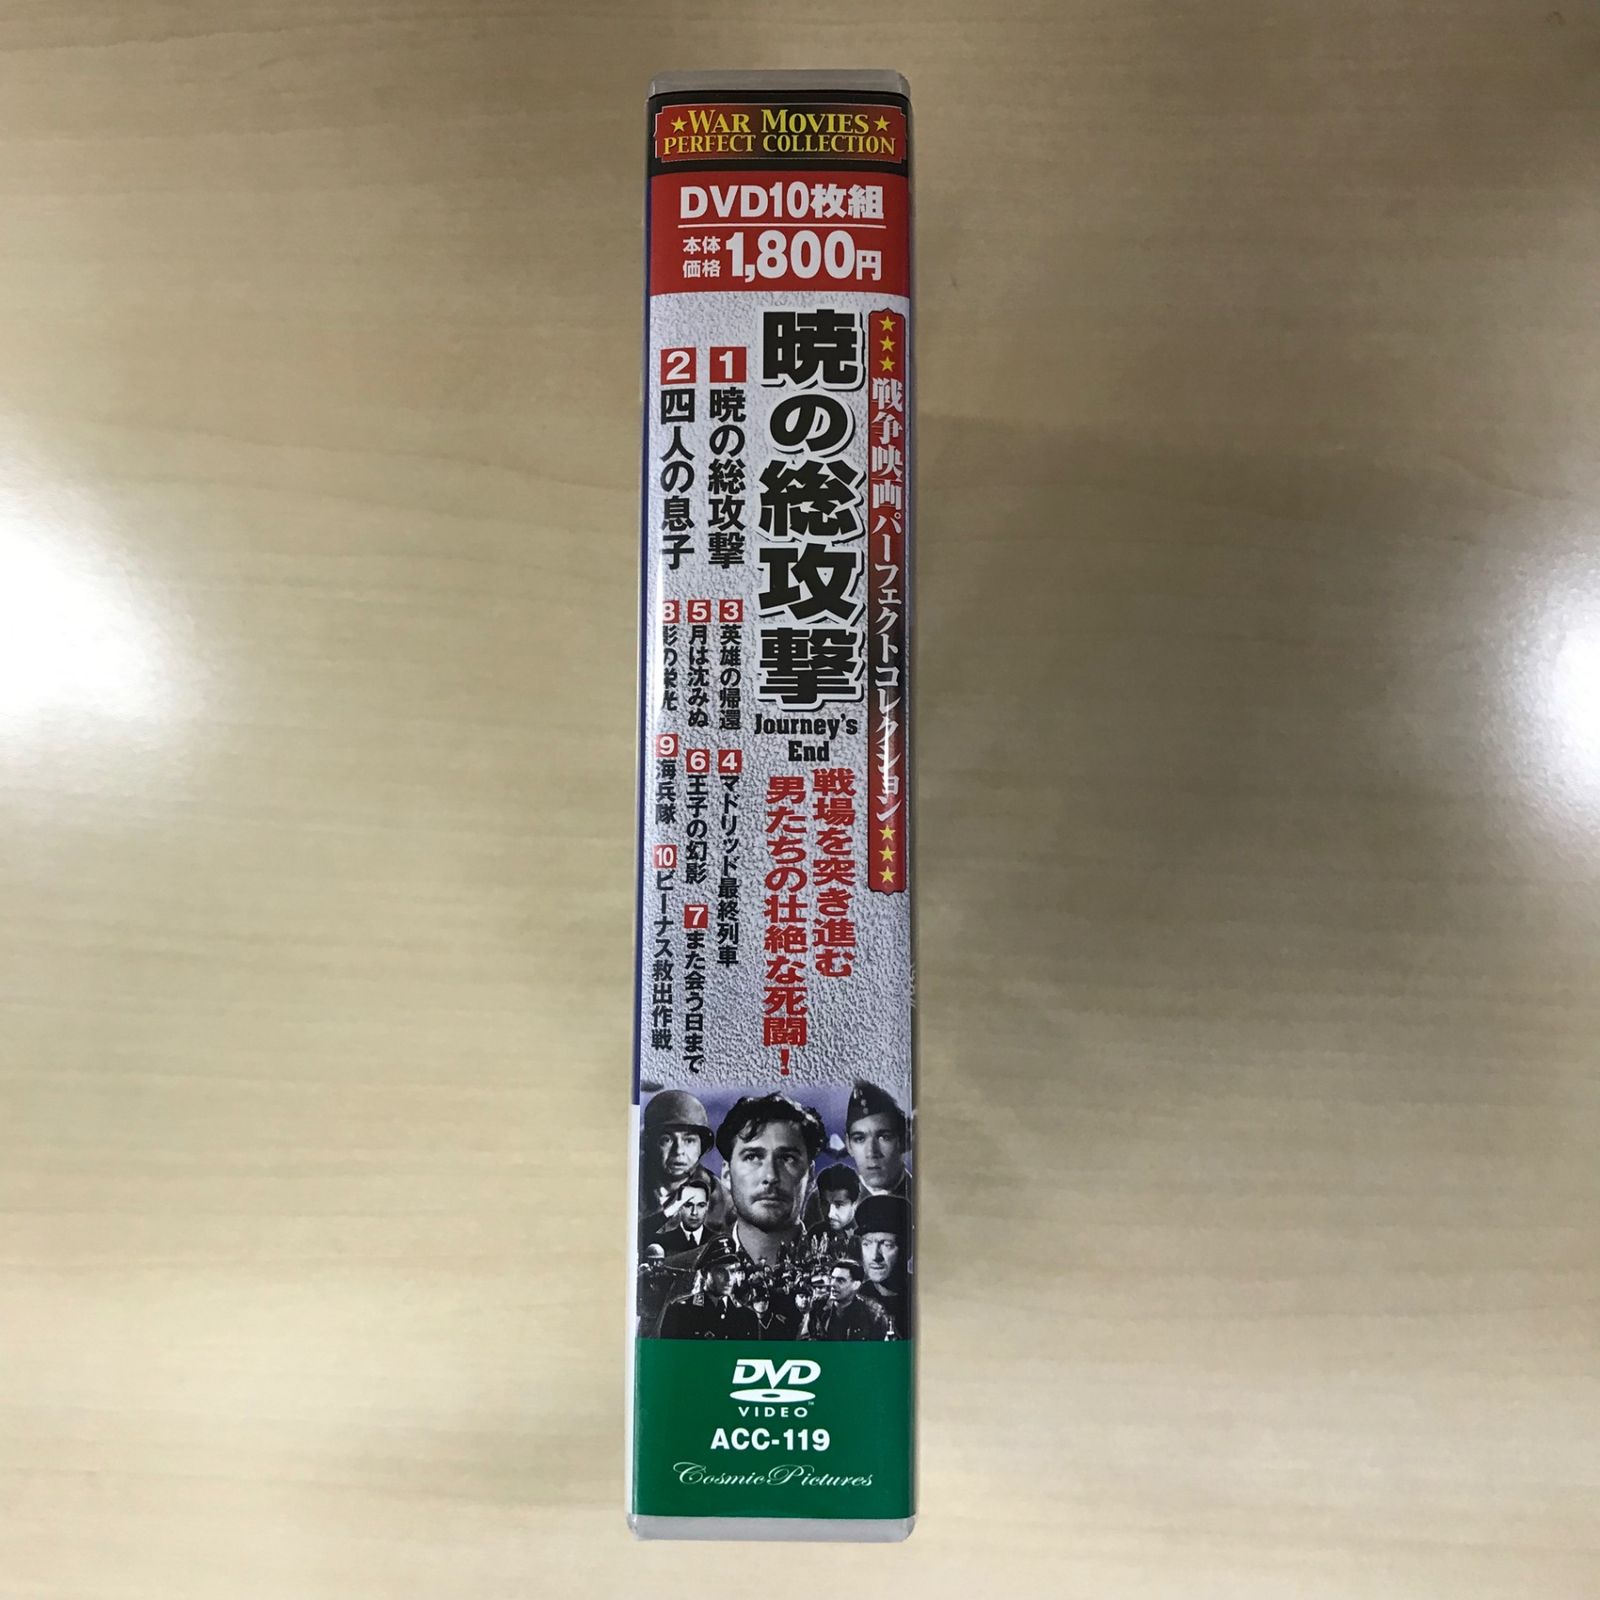 ★WAR MOVIES★
PERFECT COLLECTION
DVD10枚組
本体
価格
1,800円
★★★戦争映画パーフェクトコレクション★★★
暁の総攻撃
Journey's
End
戦場を突き進む
男たちの壮絶な死闘!
1 暁の総攻撃
2 四人の息子
3 英雄の帰還
4 マドリッド最終列車
5 月は沈みぬ
6 王子の幻影
7 また会う日まで
8 影の栄光
9 海兵隊
10 ビーナス救出作戦
DVD
VIDEO™
ACC-119
Cosmic Pictures